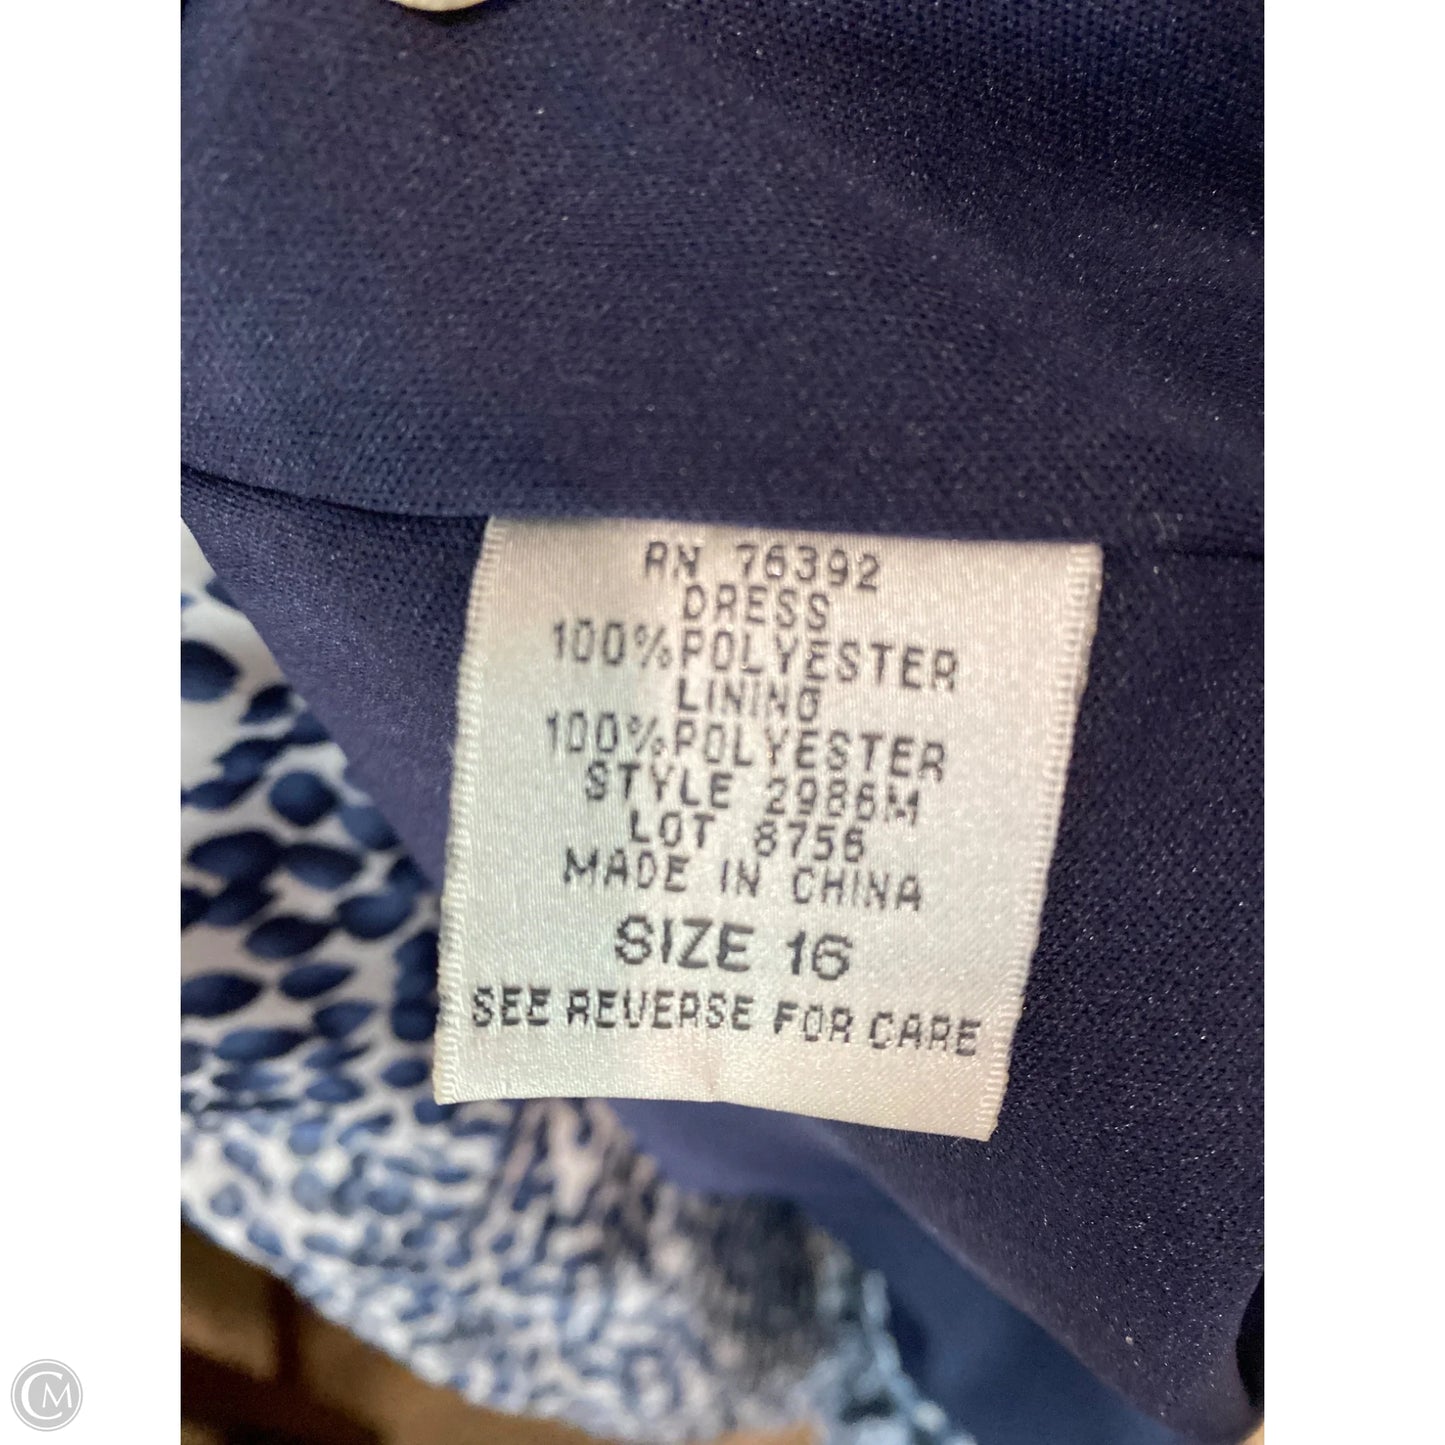 RN 76392
DRESS
100%POLYESTER
LINING
100%POLYESTER
STYLE 2986M
LOT 8756
MADE IN CHINA
SIZE 16
SEE REVERSE FOR CARE
CM